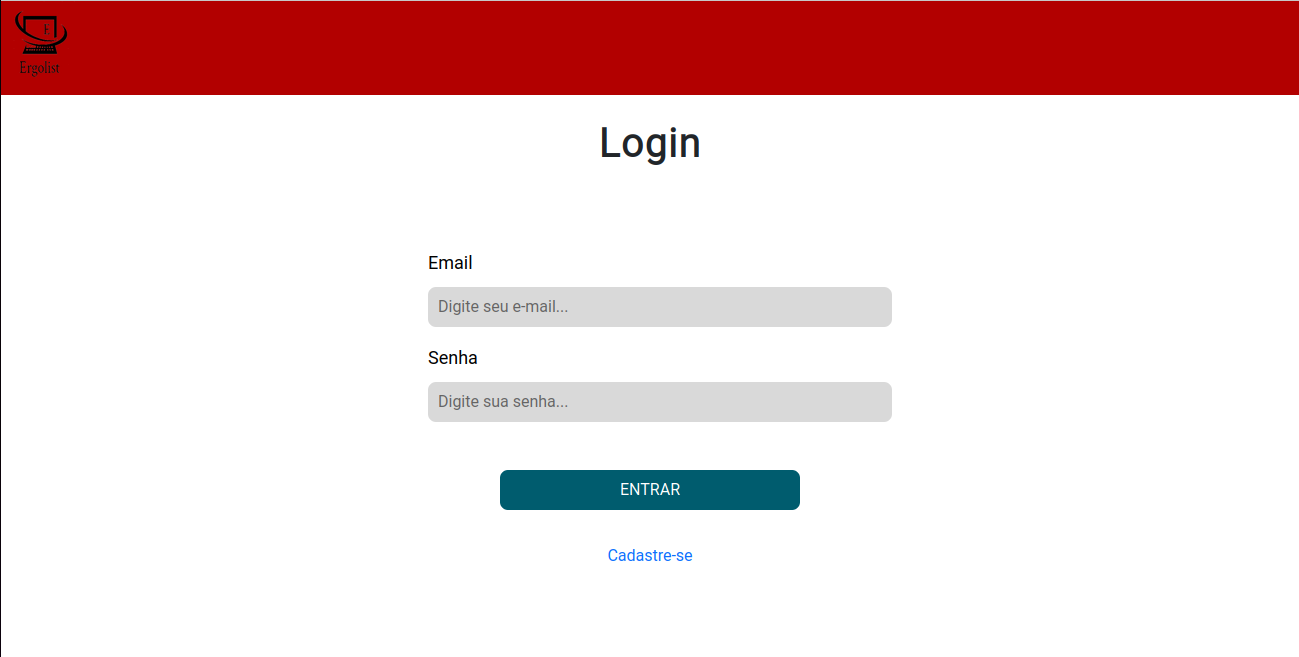 Ergolist
Login
Email
Digite seu e-mail...
Senha
Digite sua senha...
ENTRAR
Cadastre-se